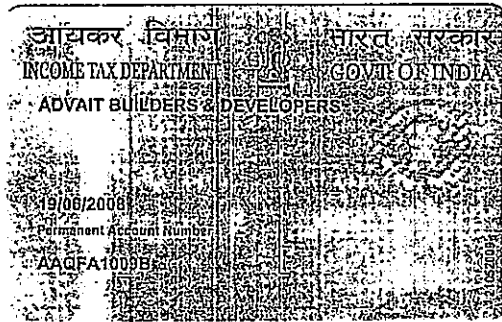 आयकर विभाग भारत सरकार
INCOME TAX DEPARTMENT GOVT. OF INDIA
ADVAIT BUILDERS & DEVELOPERS
19/06/2008
Permanent Account Number
AAQFA1009B